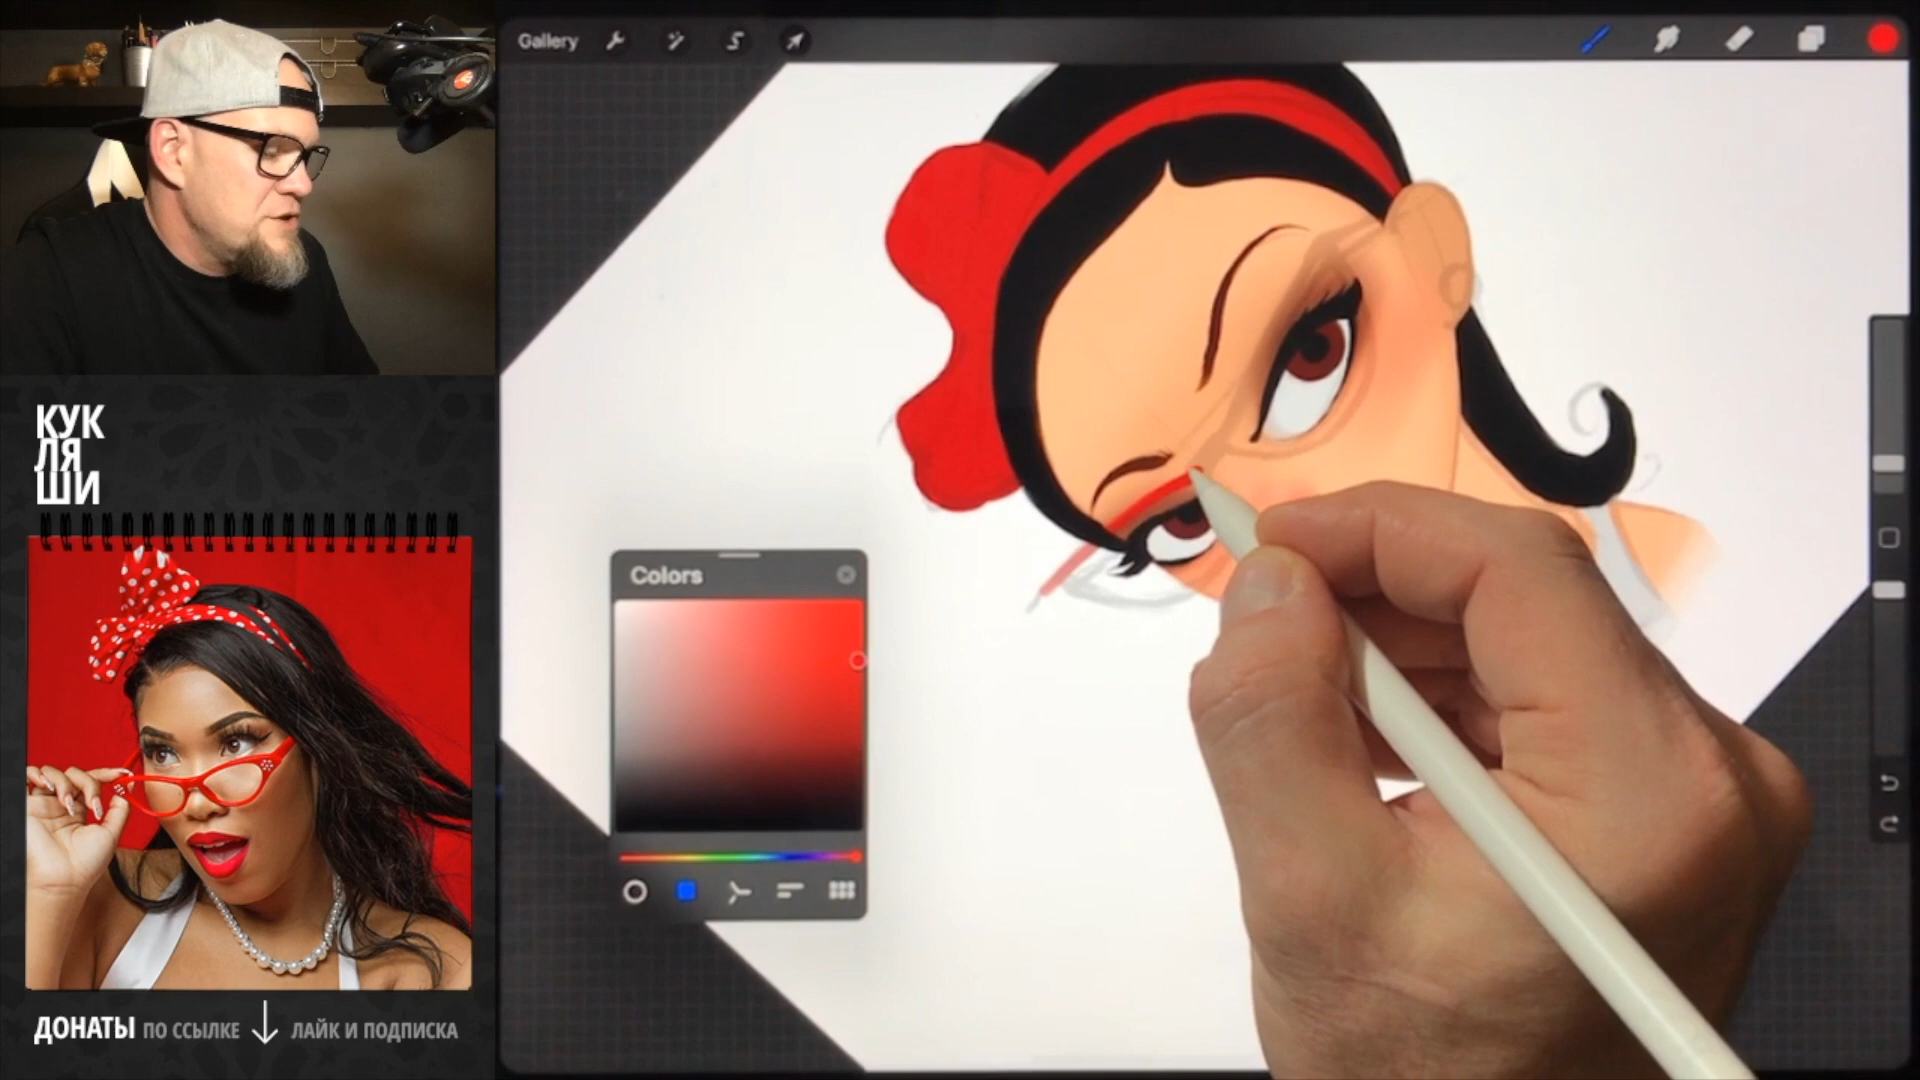 Gallery
КУК
ЛЯ
ШИ
Colors
ДОНАТЫ ПО ССЫЛКЕ ↓ ЛАЙК И ПОДПИСКА